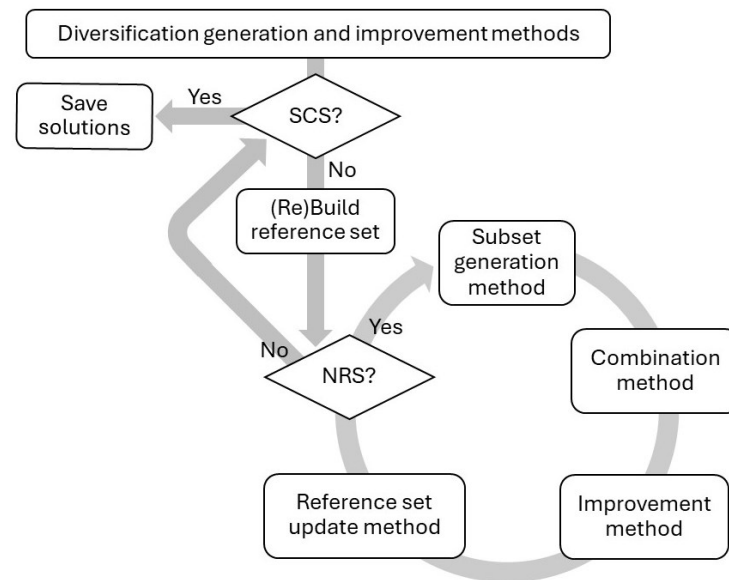 Diversification generation and improvement methods
Yes
Save
solutions
SCS?
No
(Re)Build
reference set
Subset
generation
method
Yes
No
NRS?
Combination
method
Reference set
update method
Improvement
method